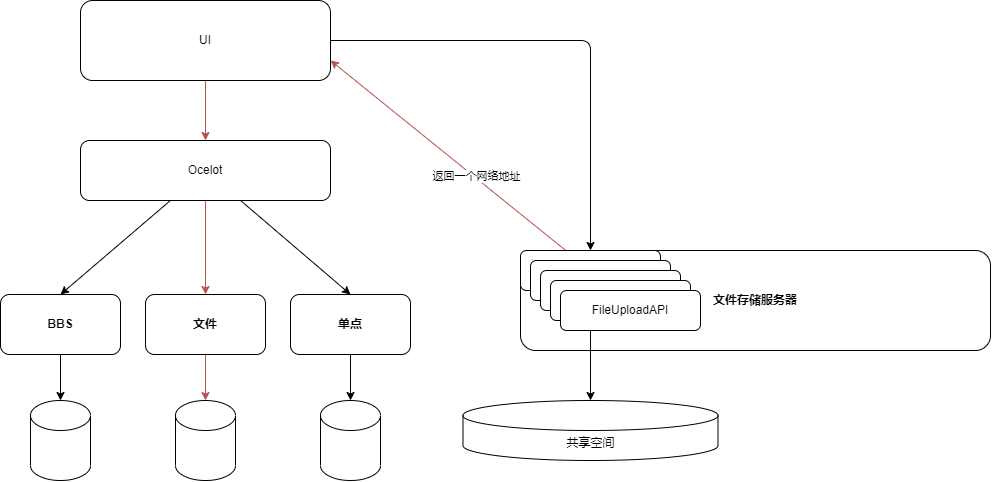 UI
Ocelot
返回一个网络地址
BBS
文件
单点
文件存储服务器
FileUploadAPI
共享空间